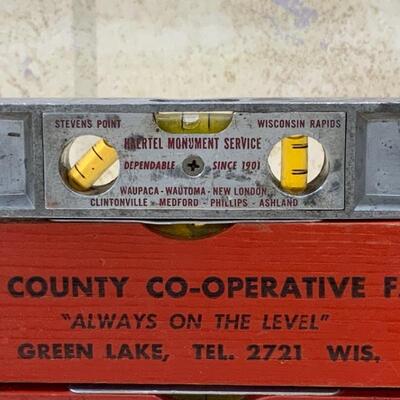 STEVENS POINT WISCONSIN RAPIDS
HAERTEL MONUMENT SERVICE
DEPENDABLE SINCE 1901
WAUPACA - WAUTOMA - NEW LONDON
CLINTONVILLE - MEDFORD - PHILLIPS - ASHLAND
COUNTY CO-OPERATIVE FA
"ALWAYS ON THE LEVEL"
GREEN LAKE, TEL. 2721 WIS.